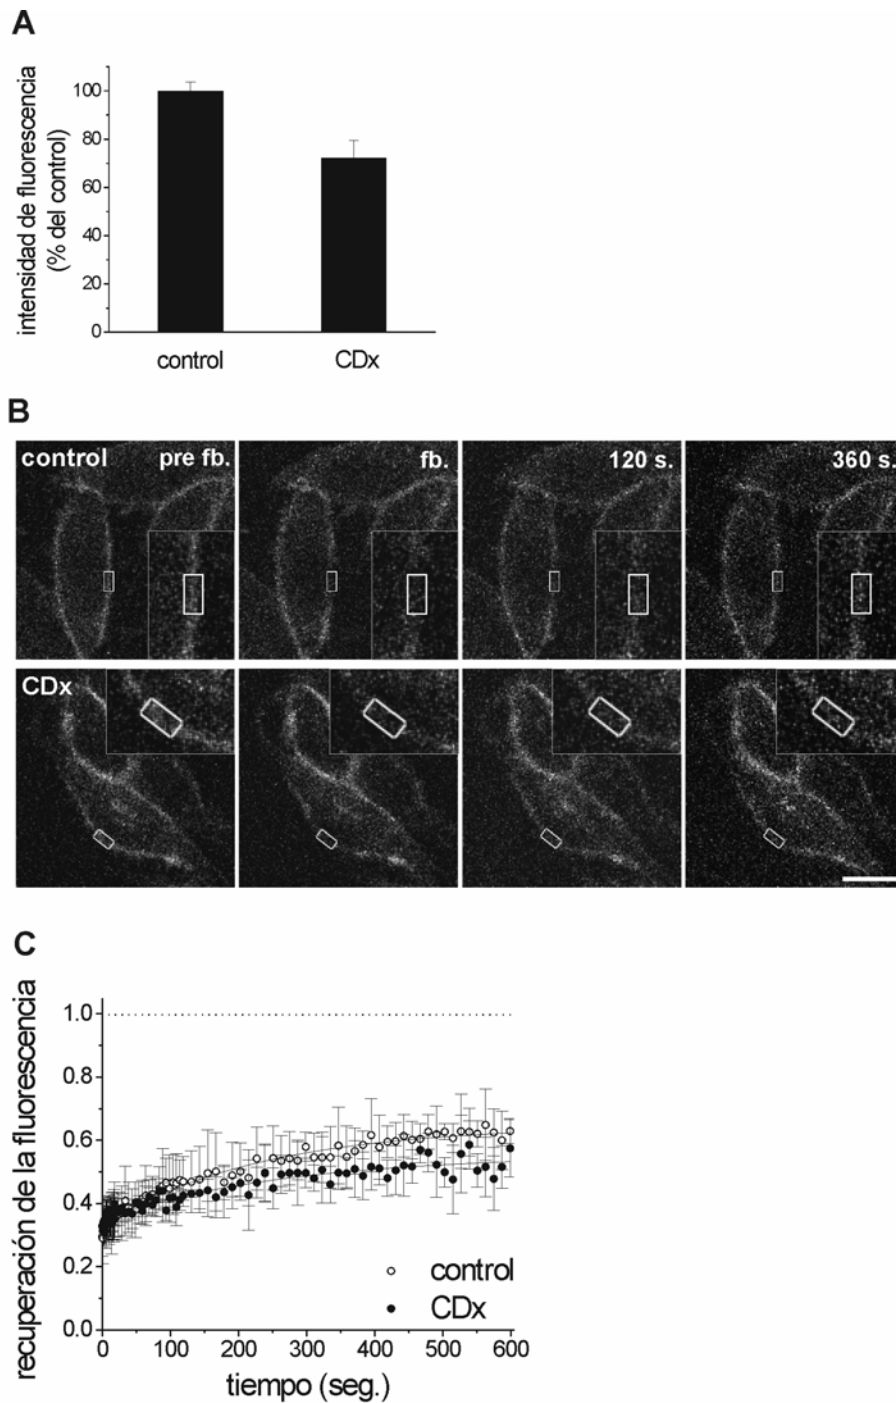 A
intensidad de fluorescencia
(% del control)
100
80
60
40
20
0
control
CDx
B
control pre fb. fb. 120 s. 360 s.
CDx
C
recuperación de la fluorescencia
1.0
0.8
0.6
0.4
0.2
0.0
control
CDx
0 100 200 300 400 500 600
tiempo (seg.)